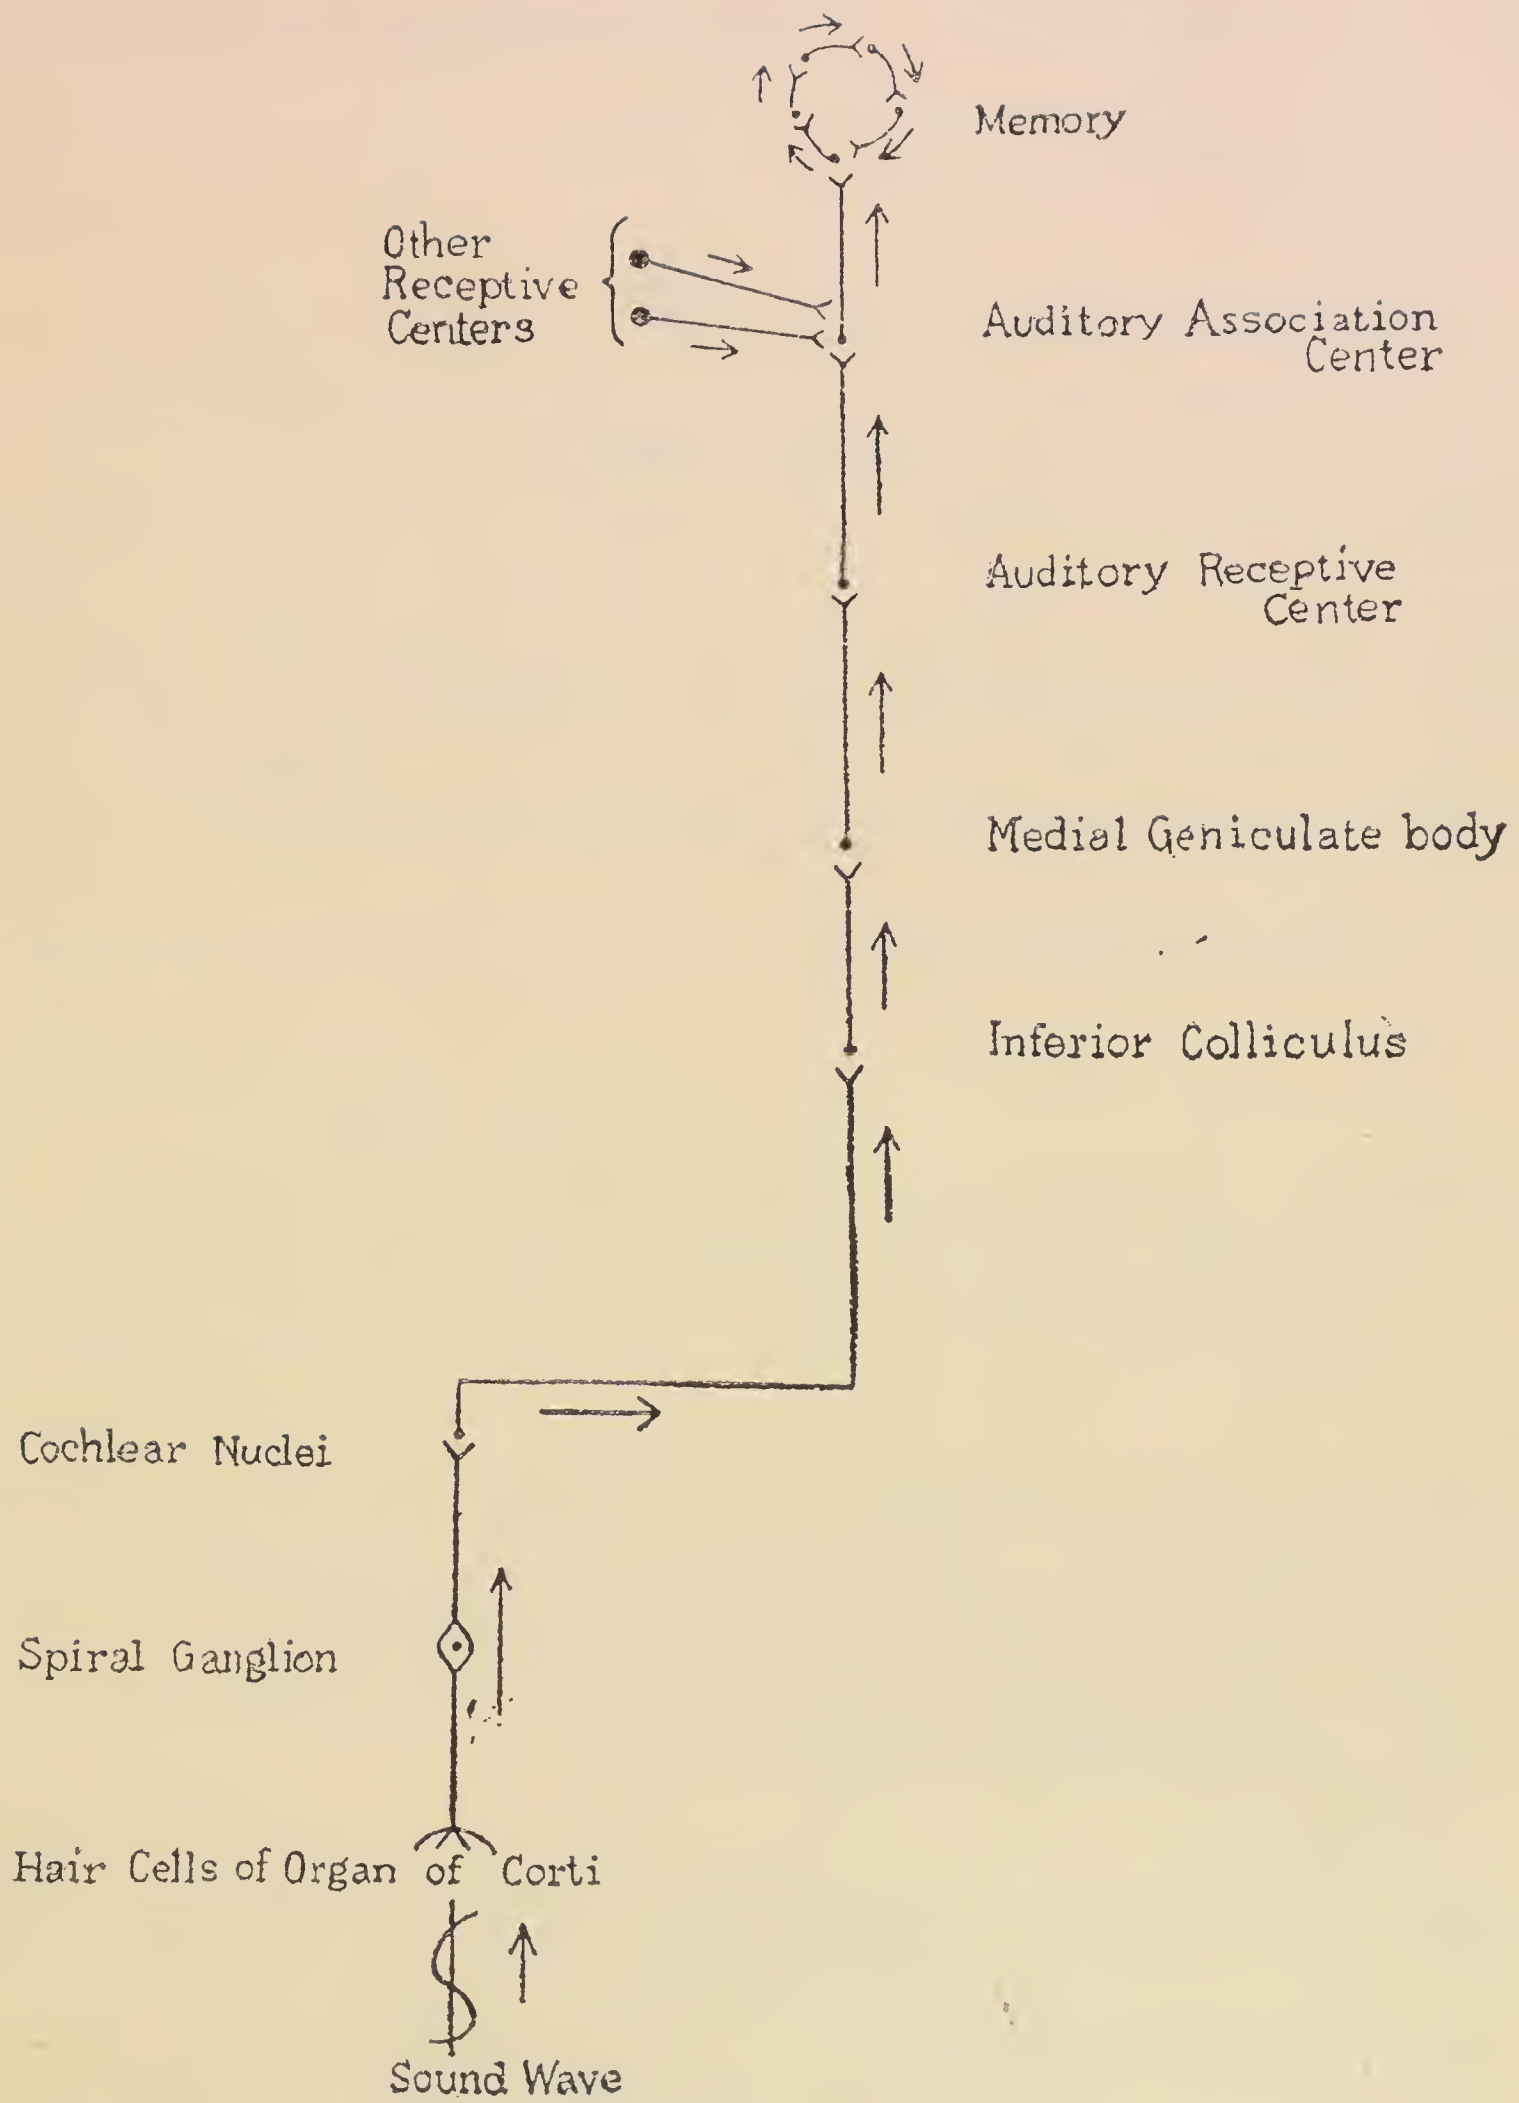 Memory
Other
Receptive
Centers
Auditory Association
Center
Auditory Receptive
Center
Medial Geniculate body
Inferior Colliculus
Cochlear Nuclei
Spiral Ganglion
Hair Cells of Organ of Corti
Sound Wave